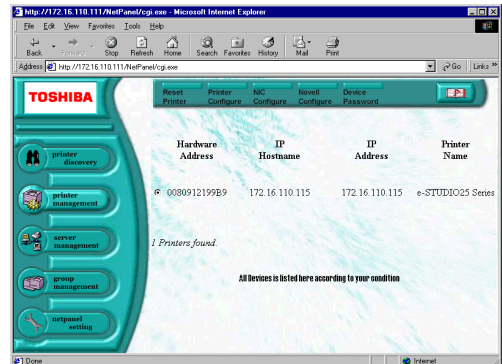 http://172.16.110.111/NetPanel/cgi.exe - Microsoft Internet Explorer
File Edit View Favorites Tools Help
Back Forward Stop Refresh Home Search Favorites History Mail Print
Address http://172.16.110.111/NetPanel/cgi.exe Go Links »
TOSHIBA
Reset Printer
Printer Configure
NIC Configure
Novell Configure
Device Password
printer discovery
printer management
server management
group management
netpanel setting
Hardware Address
IP Hostname
IP Address
Printer Name
0080912199B9 172.16.110.115 172.16.110.115 e-STUDIO25 Series
1 Printers found.
All Devices is listed here according to your condition
Done
Internet